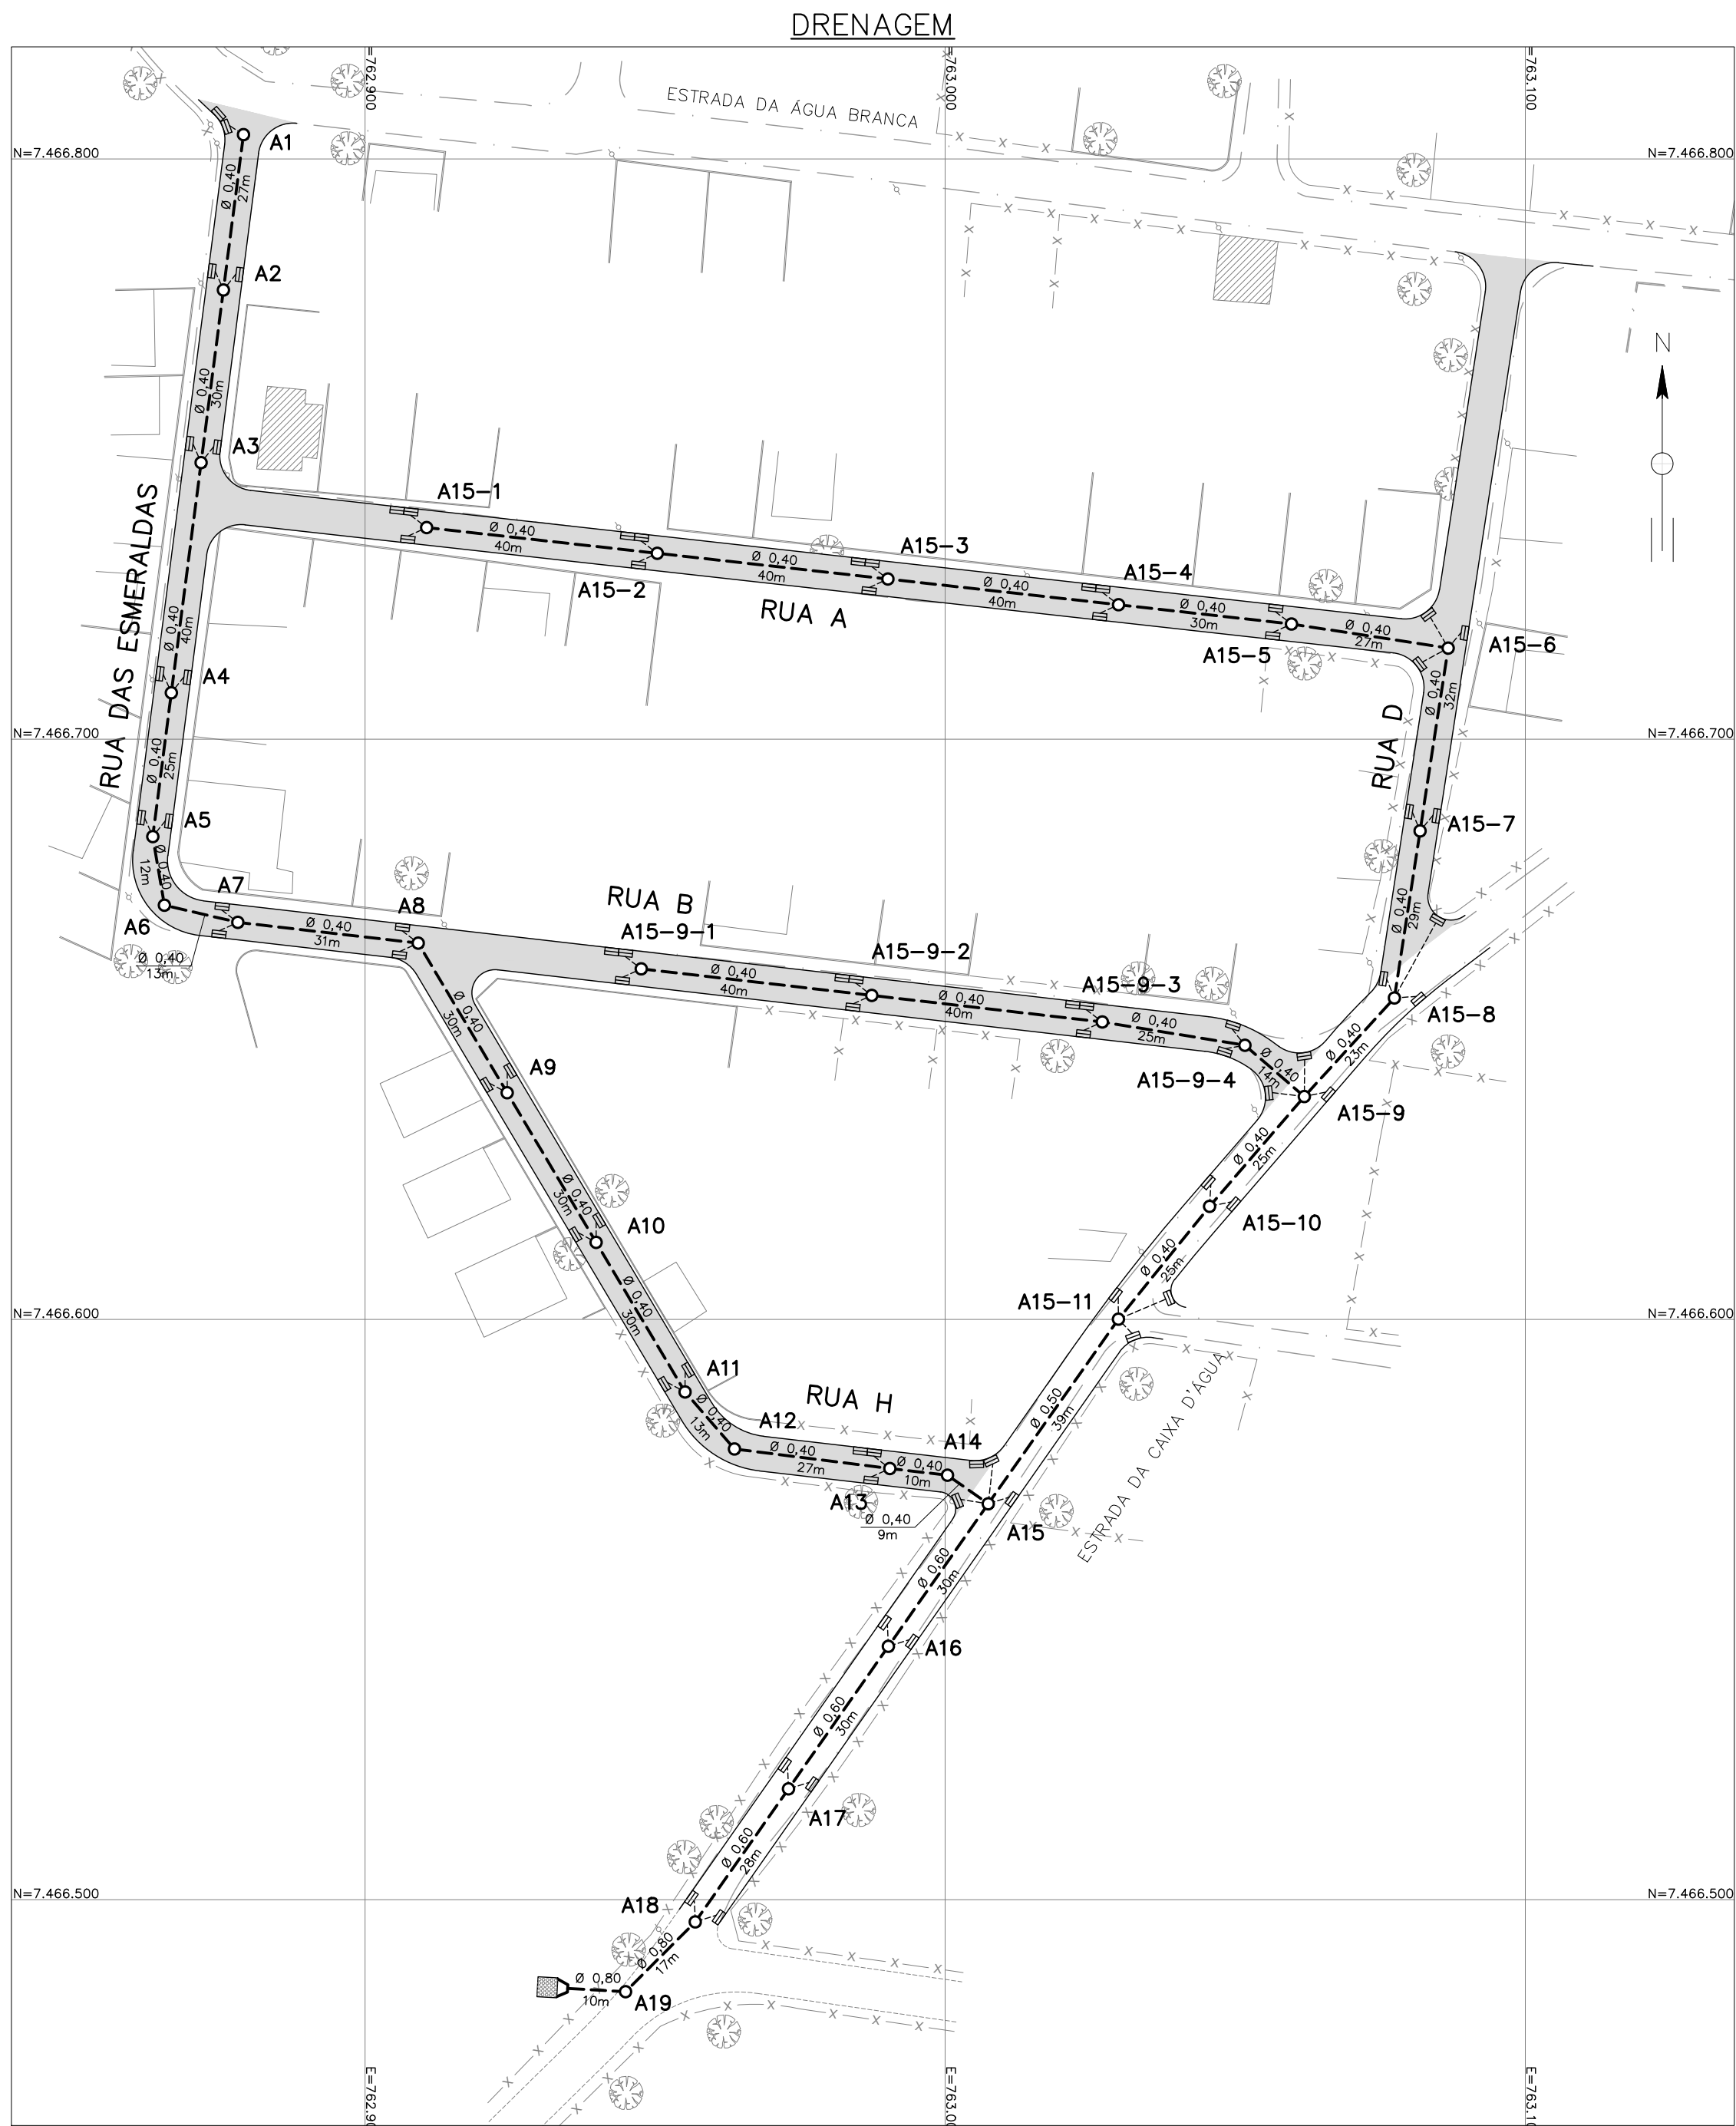 DRENAGEM
E=762.900
E=763.000
E=763.100
ESTRADA DA ÁGUA BRANCA
A1
N=7.466.800
N=7.466.800
Ø 0,40
27m
A2
N
Ø 0,40
30m
A3
RUA DAS ESMERALDAS
A15-1
Ø 0,40
40m
A15-2
Ø 0,40
40m
A15-3
RUA A
Ø 0,40
40m
A15-4
Ø 0,40
30m
A15-5
Ø 0,40
27m
A15-6
Ø 0,40
40m
A4
Ø 0,40
32m
RUA D
N=7.466.700
N=7.466.700
Ø 0,40
25m
A5
A15-7
Ø 0,40
12m
A7
A6
Ø 0,40
13m
Ø 0,40
31m
A8
RUA B
A15-9-1
Ø 0,40
40m
A15-9-2
Ø 0,40
40m
A15-9-3
Ø 0,40
25m
A15-9-4
Ø 0,40
14m
Ø 0,40
29m
A15-8
Ø 0,40
23m
A15-9
Ø 0,40
30m
A9
Ø 0,40
25m
A15-10
Ø 0,40
30m
A10
Ø 0,40
25m
A15-11
N=7.466.600
N=7.466.600
Ø 0,40
30m
A11
RUA H
Ø 0,40
13m
A12
Ø 0,40
27m
A13
Ø 0,40
10m
A14
Ø 0,40
9m
Ø 0,50
39m
ESTRADA DA CAIXA D'ÁGUA
A15
Ø 0,60
30m
A16
Ø 0,60
30m
A17
Ø 0,60
28m
N=7.466.500
N=7.466.500
A18
Ø 0,80
17m
Ø 0,80
10m
A19
E=762.90
E=763.00
E=763.10